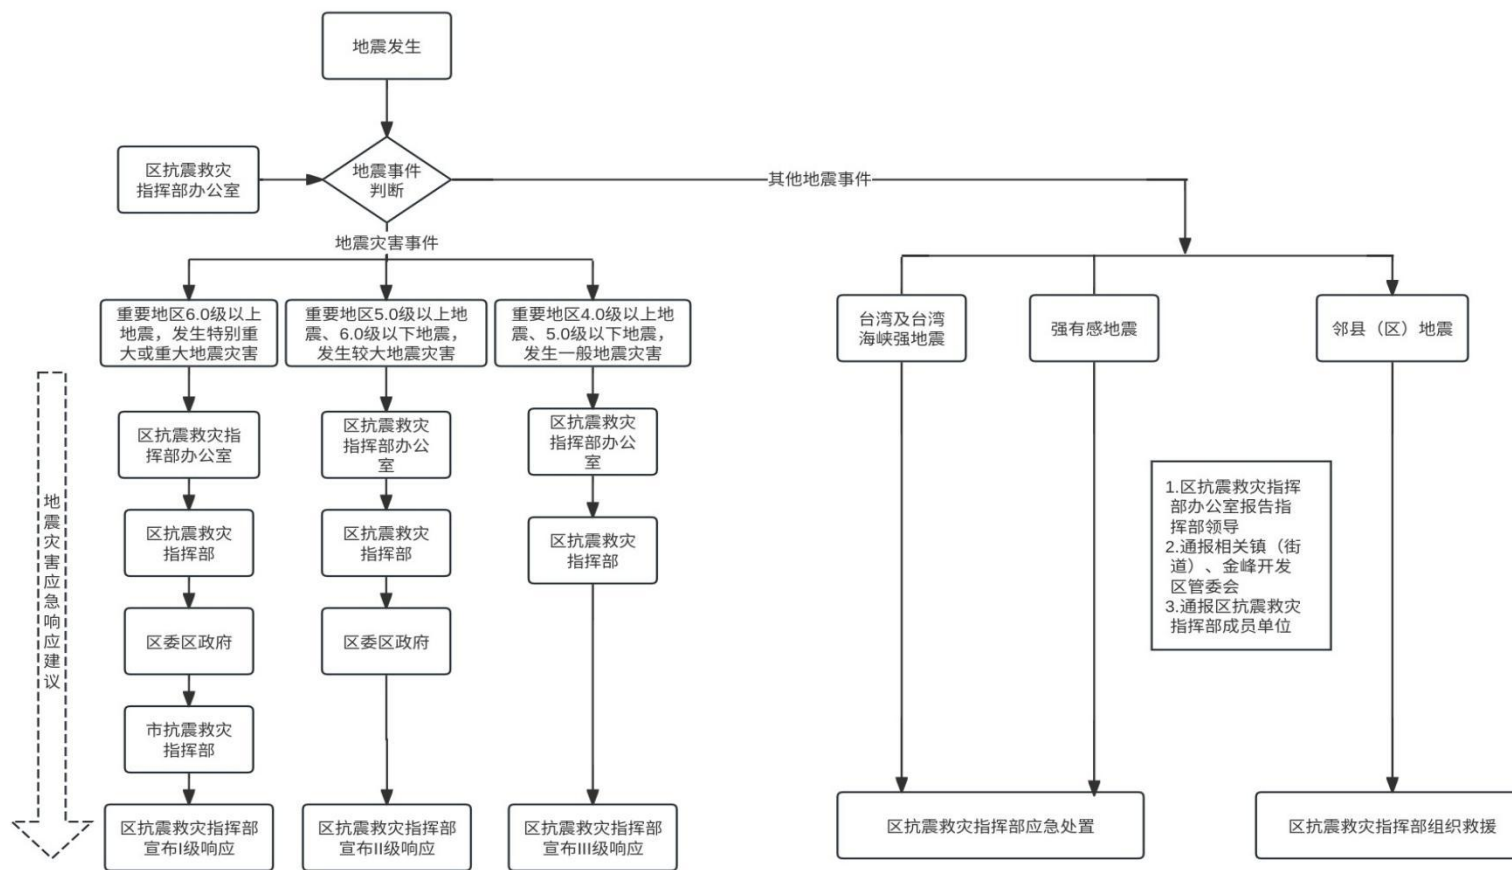 地震发生
区抗震救灾
指挥部办公室
地震事件
判断
其他地震事件
地震灾害事件
重要地区6.0级以上
地震，发生特别重
大或重大地震灾害
重要地区5.0级以上地
震、6.0级以下地震，
发生较大地震灾害
重要地区4.0级以上地
震、5.0级以下地震，
发生一般地震灾害
台湾及台湾
海峡强地震
强有感地震
邻县（区）地震
地震灾害应急响应建议
区抗震救灾指
挥部办公室
区抗震救灾
指挥部办公
室
区抗震救灾
指挥部办公
室
区抗震救灾
指挥部
区抗震救灾
指挥部
区抗震救灾
指挥部
区委区政府
区委区政府
市抗震救灾
指挥部
1.区抗震救灾指挥
部办公室报告指
挥部领导
2.通报相关镇（街
道）、金峰开发
区管委会
3.通报区抗震救灾
指挥部成员单位
区抗震救灾指挥部
宣布I级响应
区抗震救灾指挥部
宣布II级响应
区抗震救灾指挥部
宣布III级响应
区抗震救灾指挥部应急处置
区抗震救灾指挥部组织救援